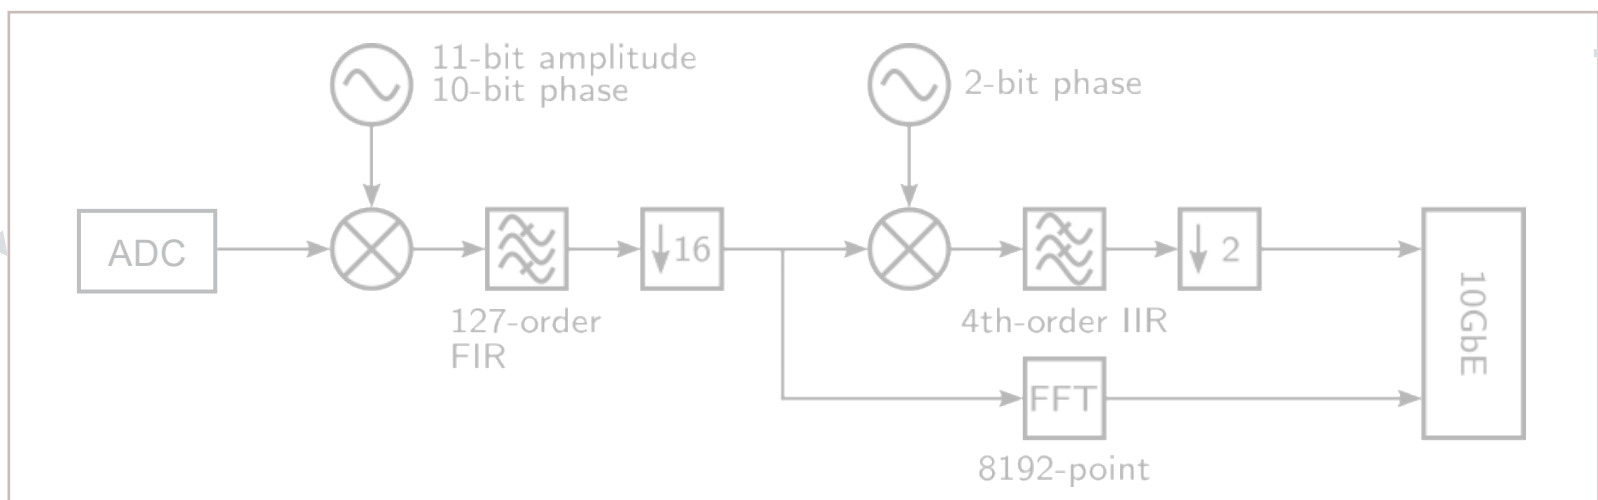 11-bit amplitude
10-bit phase
2-bit phase
ADC
16
2
127-order
FIR
4th-order IIR
10GbE
FFT
8192-point